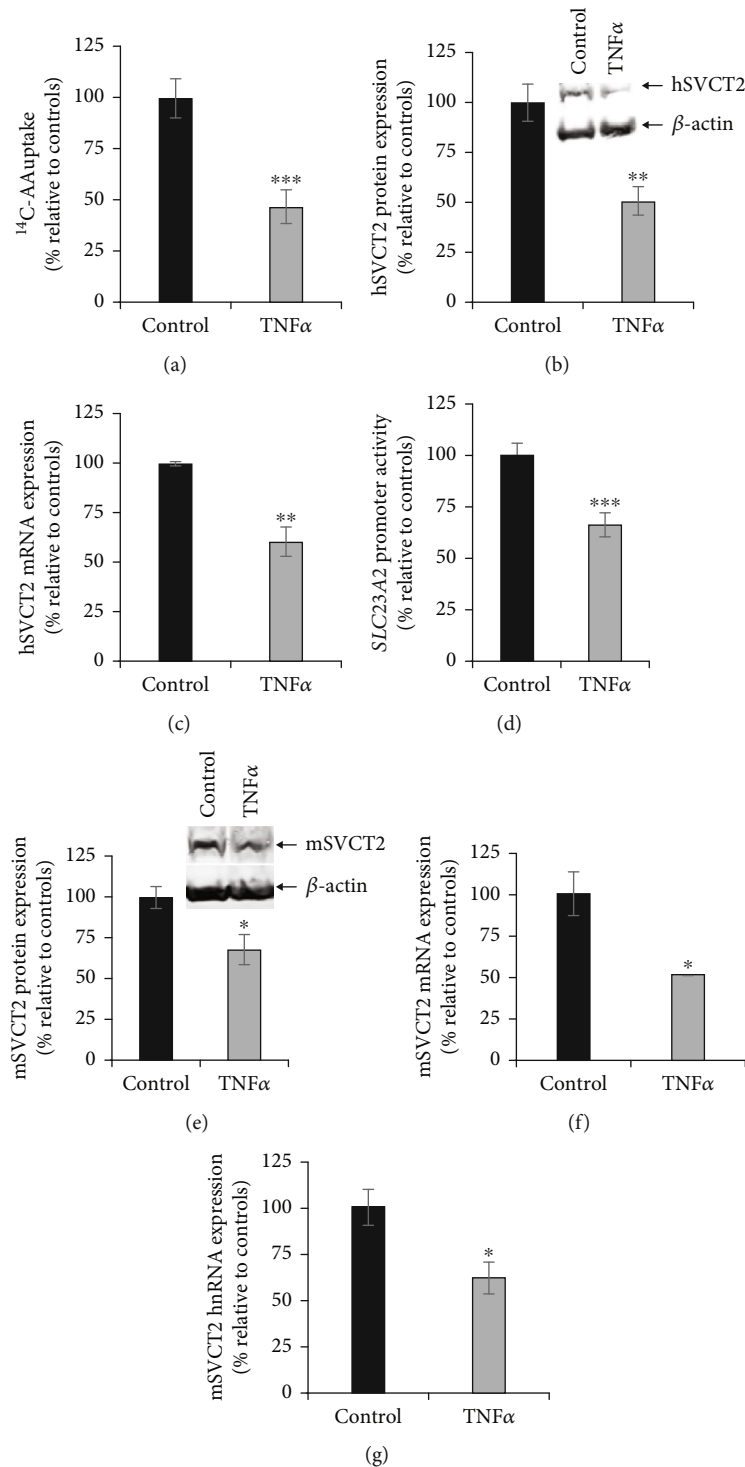 ¹⁴C-AAuptake
(% relative to controls)
125
100
75
50
25
0
***
Control
TNFα
(a)
hSVCT2 protein expression
(% relative to controls)
125
100
75
50
25
0
Control
TNFα
hSVCT2
β-actin
**
Control
TNFα
(b)
hSVCT2 mRNA expression
(% relative to controls)
125
100
75
50
25
0
**
Control
TNFα
(c)
SLC23A2 promoter activity
(% relative to controls)
125
100
75
50
25
0
***
Control
TNFα
(d)
mSVCT2 protein expression
(% relative to controls)
125
100
75
50
25
0
Control
TNFα
mSVCT2
β-actin
*
Control
TNFα
(e)
mSVCT2 mRNA expression
(% relative to controls)
125
100
75
50
25
0
*
Control
TNFα
(f)
mSVCT2 hnRNA expression
(% relative to controls)
125
100
75
50
25
0
*
Control
TNFα
(g)